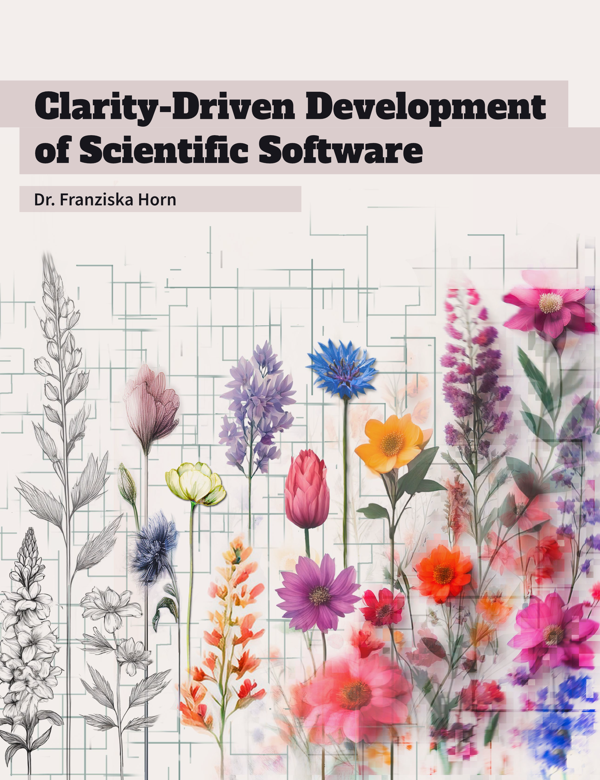 Clarity-Driven Development
of Scientific Software
Dr. Franziska Horn